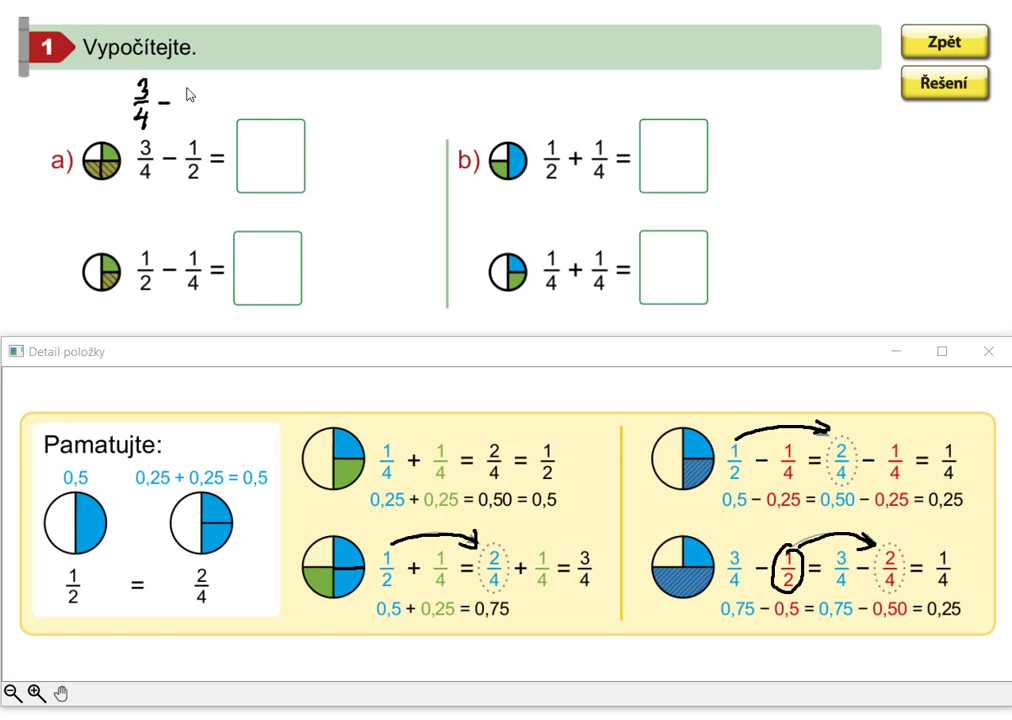 1 Vypočítejte.
Zpět
Řešení
3/4 -
a) 3/4 − 1/2 =
b) 1/2 + 1/4 =
1/2 − 1/4 =
1/4 + 1/4 =
Detail položky
Pamatujte:
0,5 0,25 + 0,25 = 0,5
1/2 = 2/4
1/4 + 1/4 = 2/4 = 1/2
0,25 + 0,25 = 0,50 = 0,5
1/2 + 1/4 = 2/4 + 1/4 = 3/4
0,5 + 0,25 = 0,75
1/2 − 1/4 = 2/4 − 1/4 = 1/4
0,5 − 0,25 = 0,50 − 0,25 = 0,25
3/4 − 1/2 = 3/4 − 2/4 = 1/4
0,75 − 0,5 = 0,75 − 0,50 = 0,25